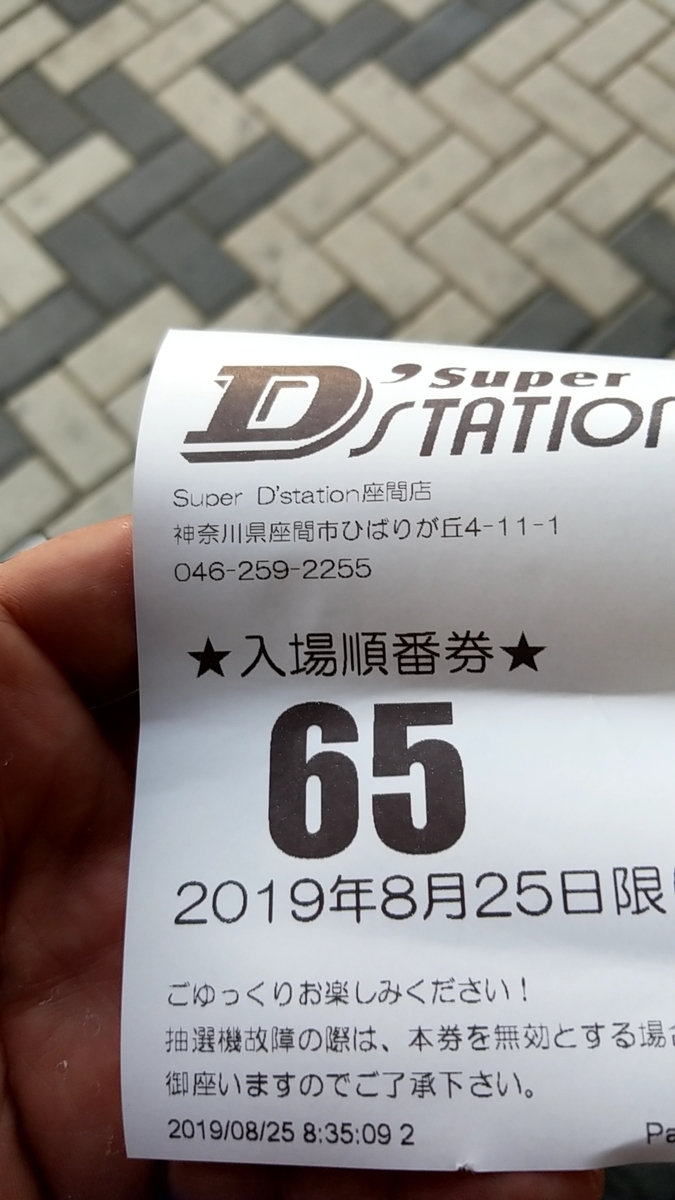 D'Super
STATION
Super D'station座間店
神奈川県座間市ひばりが丘4-11-1
046-259-2255
★入場順番券★
65
2019年8月25日限
ごゆっくりお楽しみください！
抽選機故障の際は、本券を無効とする場合
御座いますのでご了承下さい。
2019/08/25 8:35:09 2
Pa